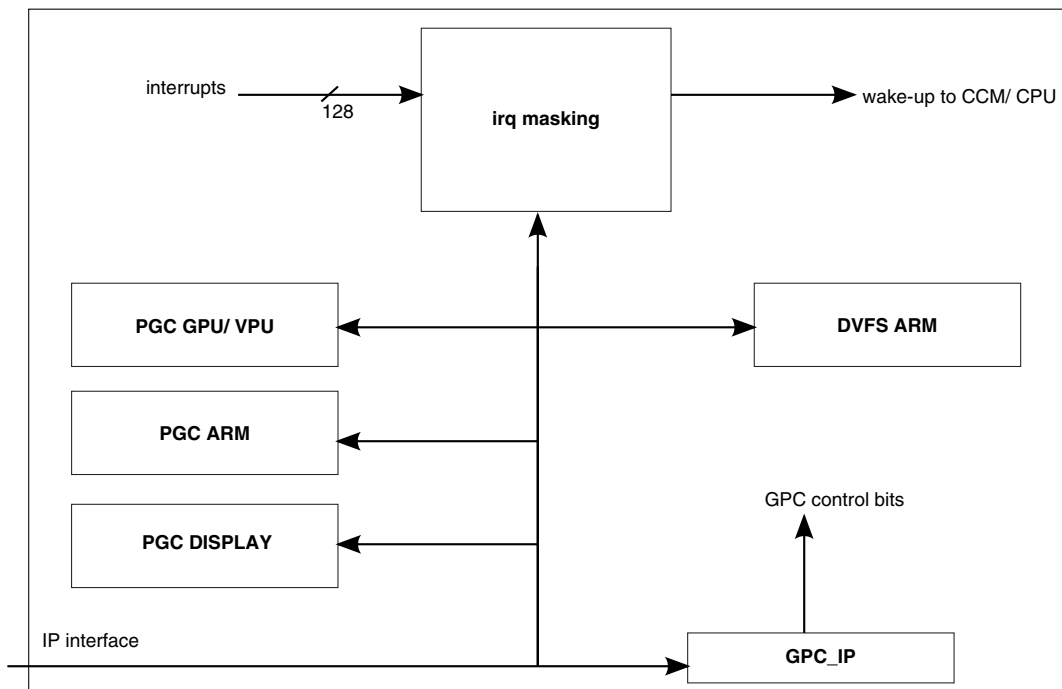 interrupts
128
irq masking
wake-up to CCM/ CPU
PGC GPU/ VPU
DVFS ARM
PGC ARM
PGC DISPLAY
GPC control bits
IP interface
GPC_IP